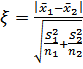 ξ = |x̄₁−x̄₂| / √(S₁²/n₁ + S₂²/n₂)